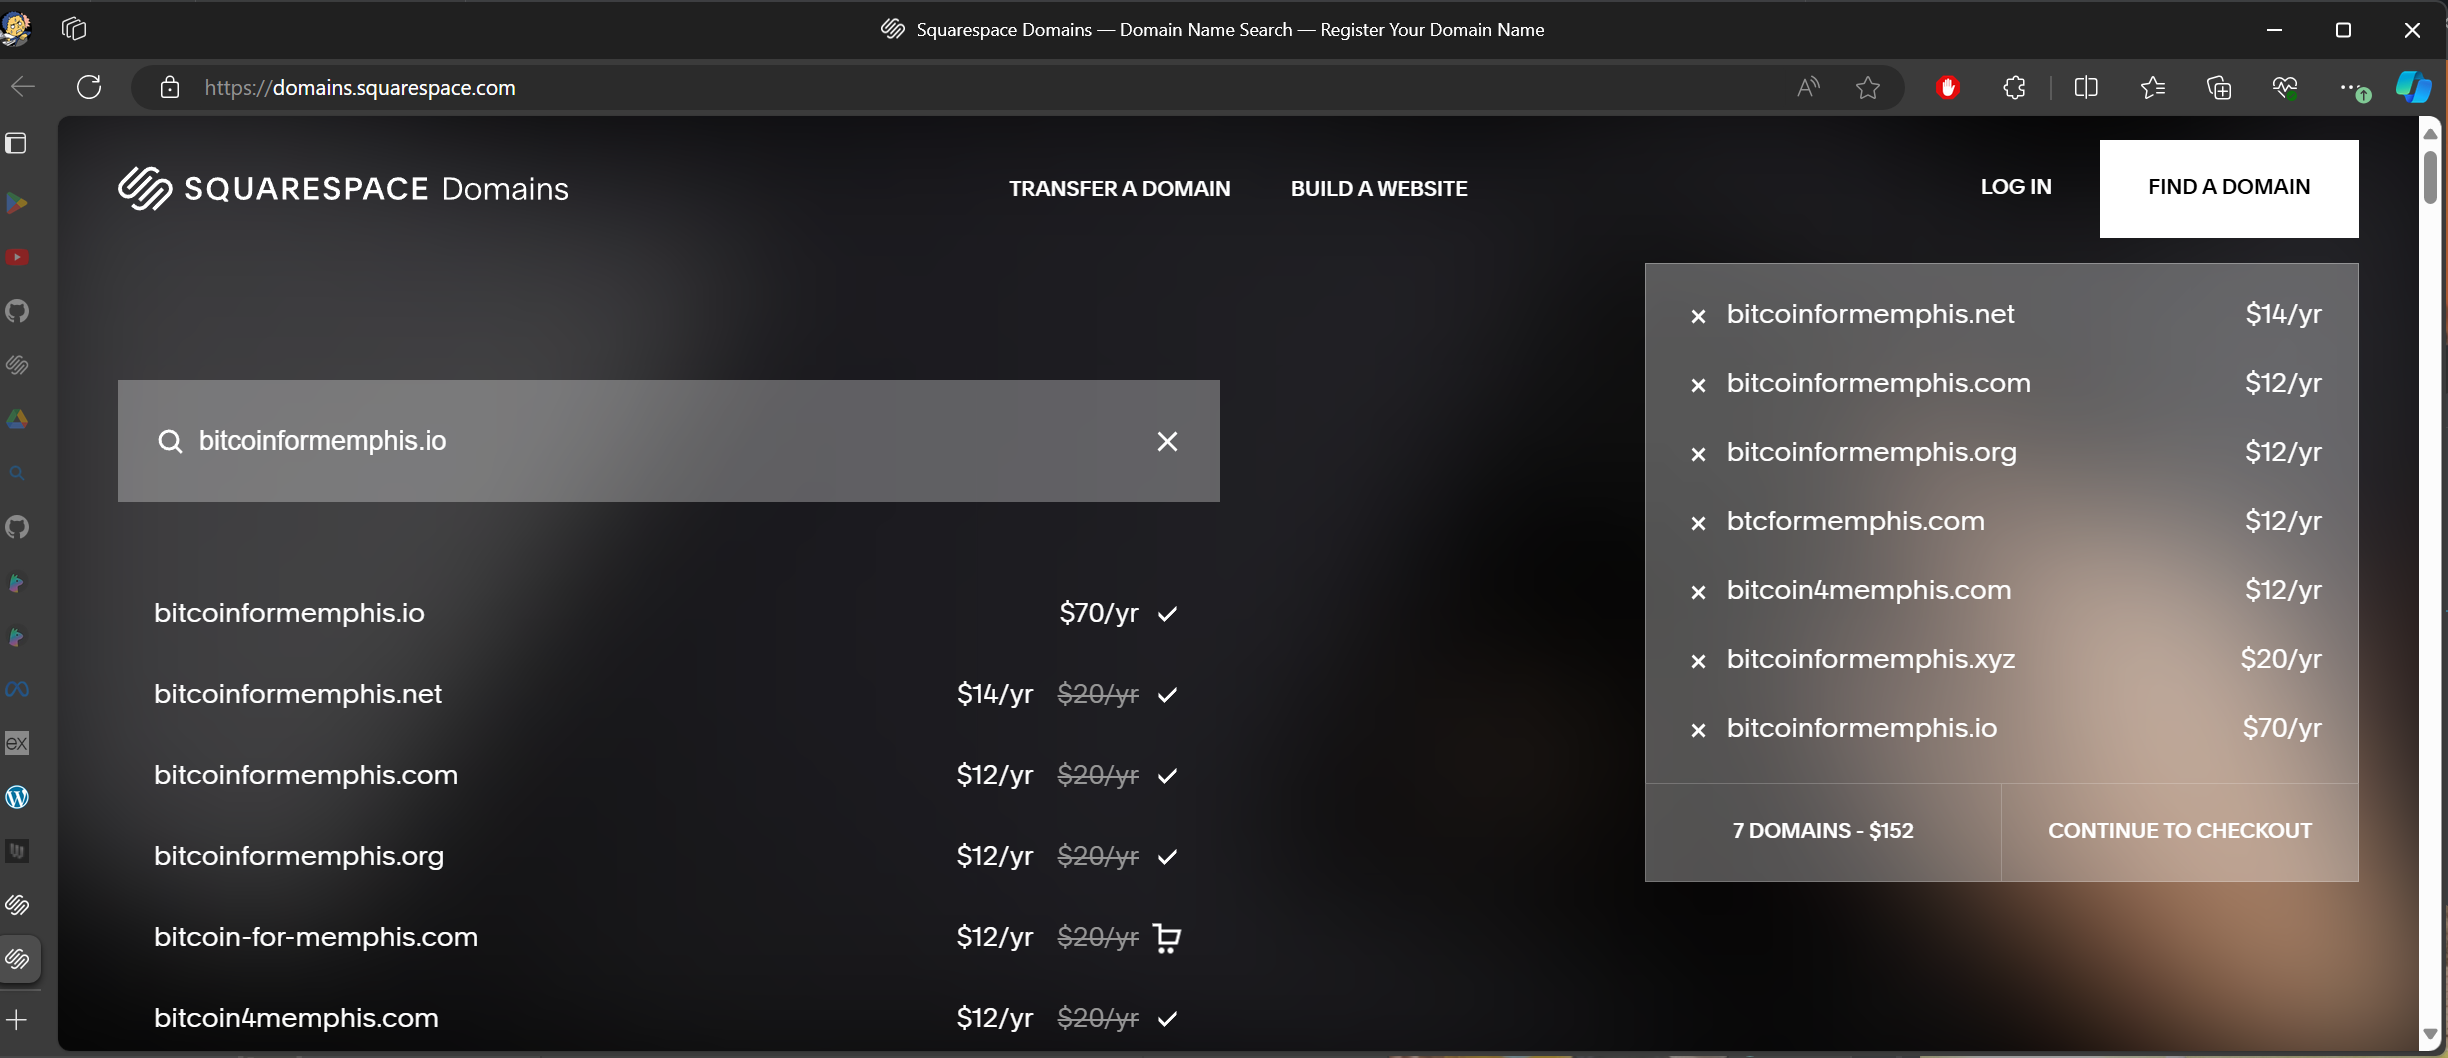 Squarespace Domains — Domain Name Search — Register Your Domain Name
https://domains.squarespace.com
SQUARESPACE Domains
TRANSFER A DOMAIN
BUILD A WEBSITE
LOG IN
FIND A DOMAIN
bitcoinformemphis.io
bitcoinformemphis.io $70/yr
bitcoinformemphis.net $14/yr $20/yr
bitcoinformemphis.com $12/yr $20/yr
bitcoinformemphis.org $12/yr $20/yr
bitcoin-for-memphis.com $12/yr $20/yr
bitcoin4memphis.com $12/yr $20/yr
bitcoinformemphis.net $14/yr
bitcoinformemphis.com $12/yr
bitcoinformemphis.org $12/yr
btcformemphis.com $12/yr
bitcoin4memphis.com $12/yr
bitcoinformemphis.xyz $20/yr
bitcoinformemphis.io $70/yr
7 DOMAINS - $152
CONTINUE TO CHECKOUT
ex